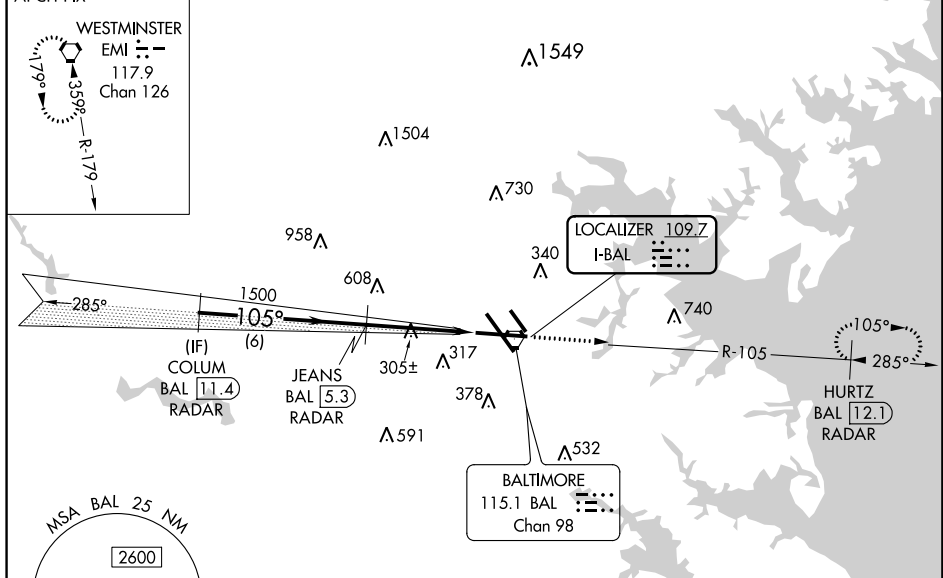 WESTMINSTER
EMI
117.9
Chan 126
179°
359°
R-179
1549
1504
730
958
608
340
LOCALIZER 109.7
I-BAL
740
285°
1500
105°
(6)
(IF)
COLUM
BAL 11.4
RADAR
JEANS
BAL 5.3
RADAR
305±
317
378
591
532
R-105
105°
285°
HURTZ
BAL 12.1
RADAR
BALTIMORE
115.1 BAL
Chan 98
MSA BAL 25 NM
2600